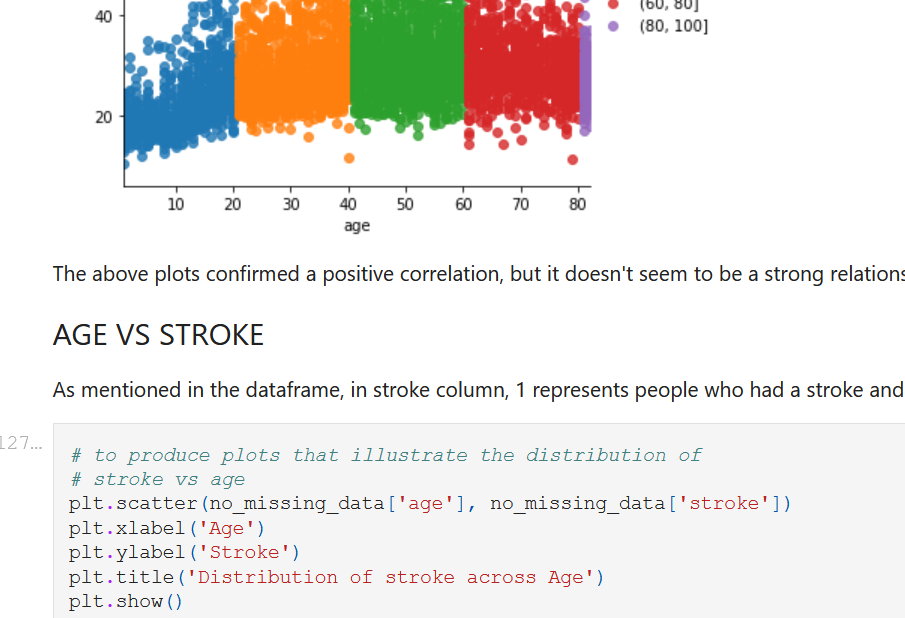 40
(60, 80]
(80, 100]
20
10 20 30 40 50 60 70 80
age
The above plots confirmed a positive correlation, but it doesn't seem to be a strong
AGE VS STROKE
As mentioned in the dataframe, in stroke column, 1 represents people who had a stroke and
127...
# to produce plots that illustrate the distribution of
# stroke vs age
plt.scatter(no_missing_data['age'], no_missing_data['stroke'])
plt.xlabel('Age')
plt.ylabel('Stroke')
plt.title('Distribution of stroke across Age')
plt.show()